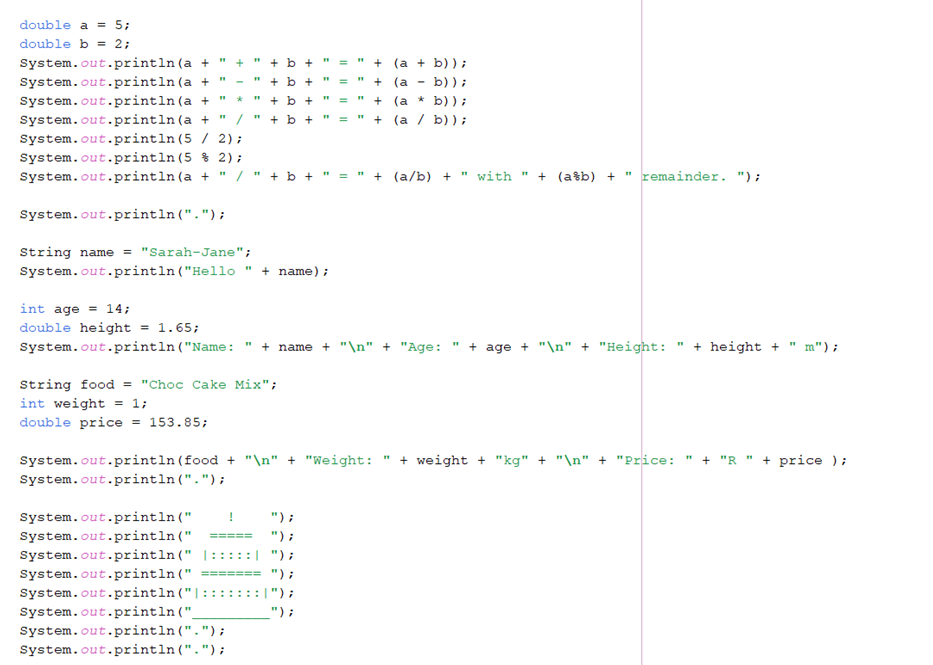 double a = 5;
double b = 2;
System.out.println(a + " + " + b + " = " + (a + b));
System.out.println(a + " - " + b + " = " + (a - b));
System.out.println(a + " * " + b + " = " + (a * b));
System.out.println(a + " / " + b + " = " + (a / b));
System.out.println(5 / 2);
System.out.println(5 % 2);
System.out.println(a + " / " + b + " = " + (a/b) + " with " + (a%b) + " remainder. ");
System.out.println(".");
String name = "Sarah-Jane";
System.out.println("Hello " + name);
int age = 14;
double height = 1.65;
System.out.println("Name: " + name + "\n" + "Age: " + age + "\n" + "Height: " + height + " m");
String food = "Choc Cake Mix";
int weight = 1;
double price = 153.85;
System.out.println(food + "\n" + "Weight: " + weight + "kg" + "\n" + "Price: " + "R " + price );
System.out.println(".");
System.out.println("    !    ");
System.out.println("  =====  ");
System.out.println(" |:::::| ");
System.out.println(" ======= ");
System.out.println("|:::::::|");
System.out.println("_________");
System.out.println(".");
System.out.println(".");